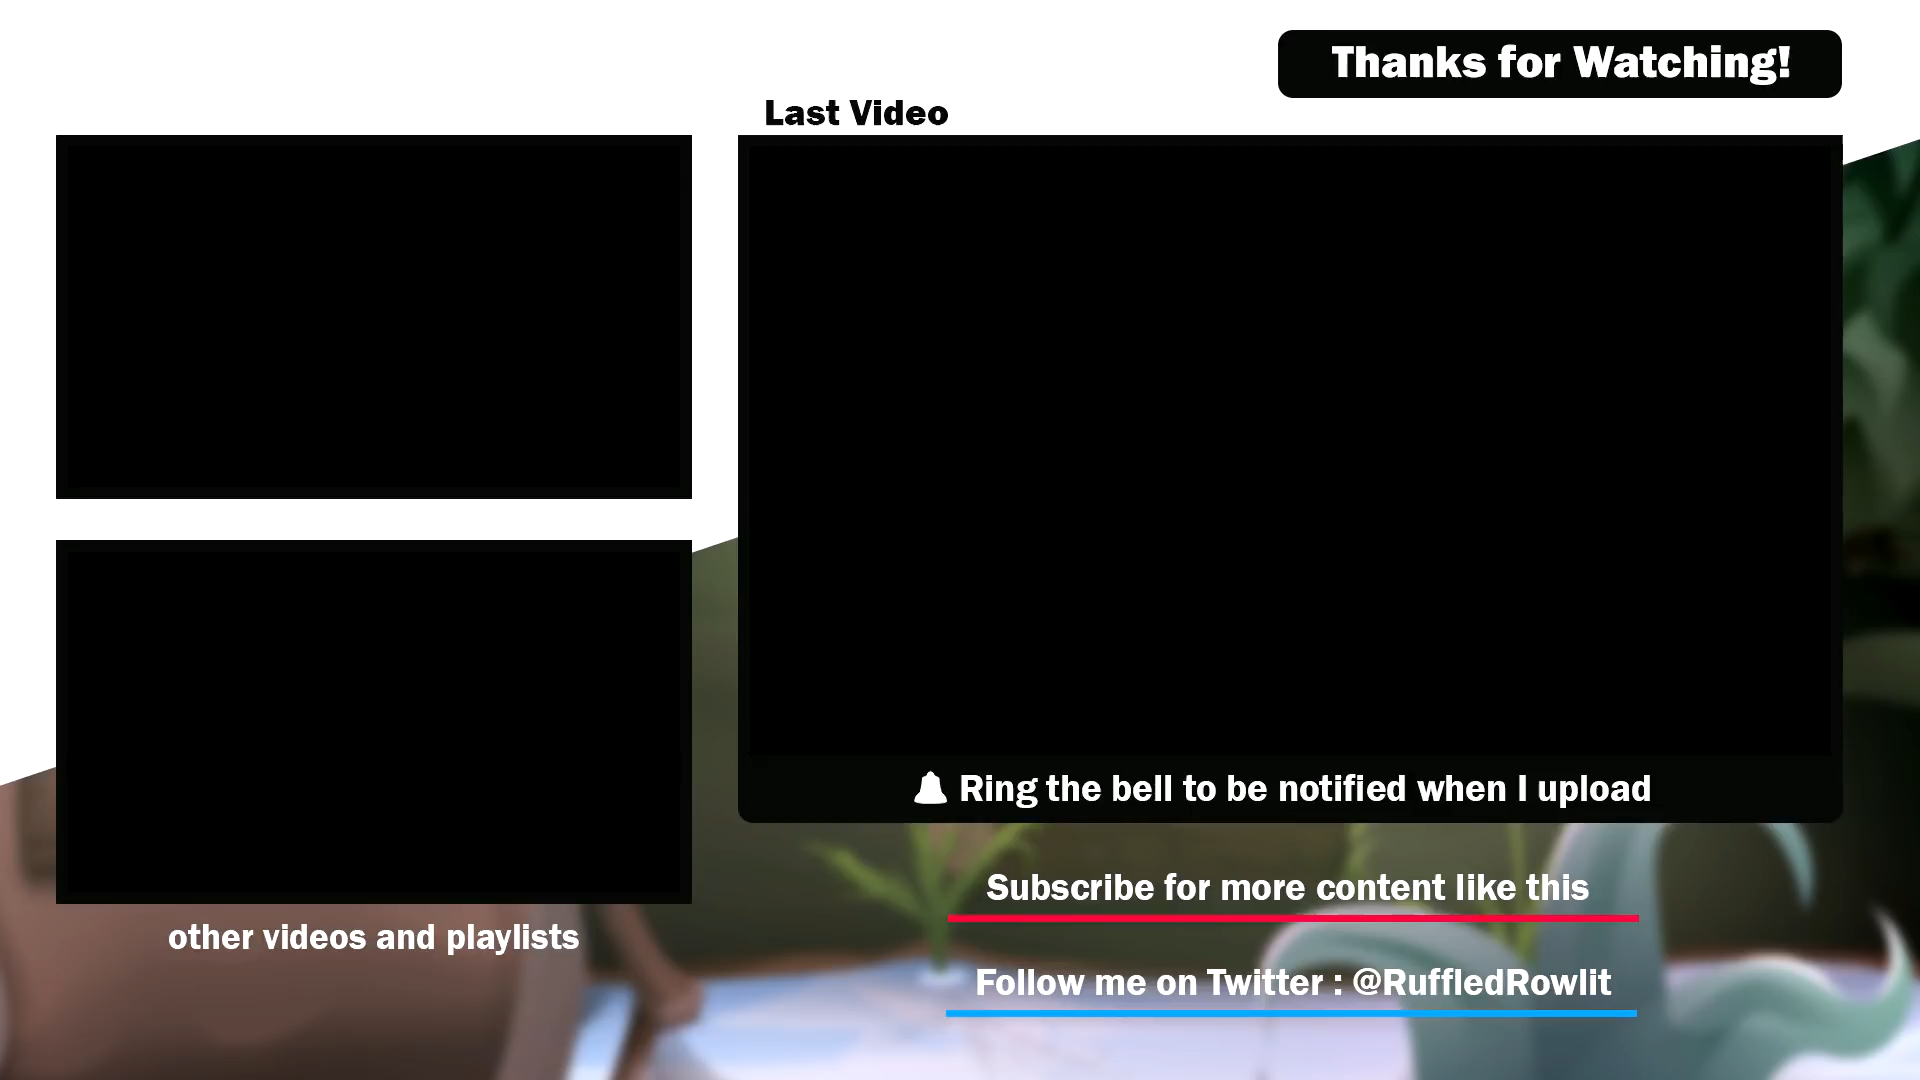 Thanks for Watching!
Last Video
Ring the bell to be notified when I upload
Subscribe for more content like this
other videos and playlists
Follow me on Twitter : @RuffledRowlit